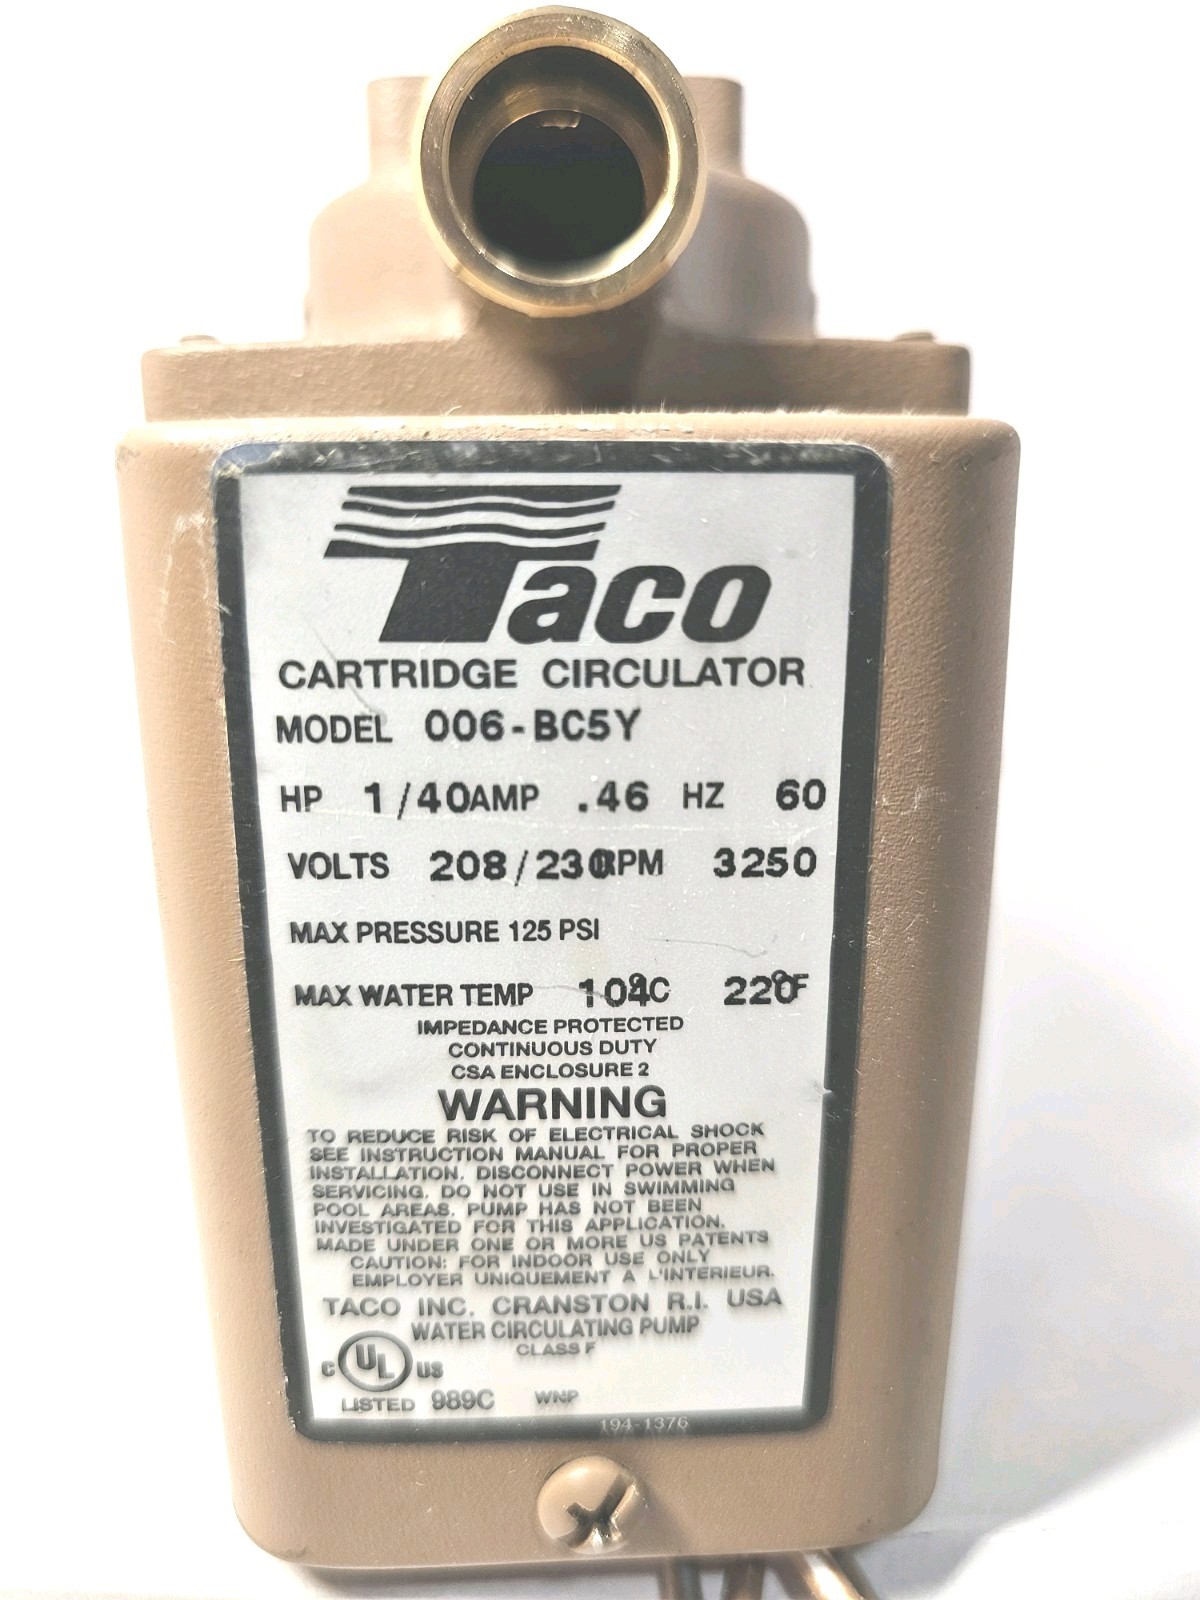 Taco
CARTRIDGE CIRCULATOR
MODEL 006-BC5Y
HP 1/40 AMP .46 HZ 60
VOLTS 208/230 RPM 3250
MAX PRESSURE 125 PSI
MAX WATER TEMP 104°C 220°F
IMPEDANCE PROTECTED
CONTINUOUS DUTY
CSA ENCLOSURE 2
WARNING
TO REDUCE RISK OF ELECTRICAL SHOCK
SEE INSTRUCTION MANUAL FOR PROPER
INSTALLATION. DISCONNECT POWER WHEN
SERVICING. DO NOT USE IN SWIMMING
POOL AREAS. PUMP HAS NOT BEEN
INVESTIGATED FOR THIS APPLICATION.
MADE UNDER ONE OR MORE US PATENTS
CAUTION: FOR INDOOR USE ONLY
EMPLOYER UNIQUEMENT A L'INTERIEUR.
TACO INC. CRANSTON R.I. USA
WATER CIRCULATING PUMP
CLASS F
C UL US
LISTED 989C WNP
194-1376